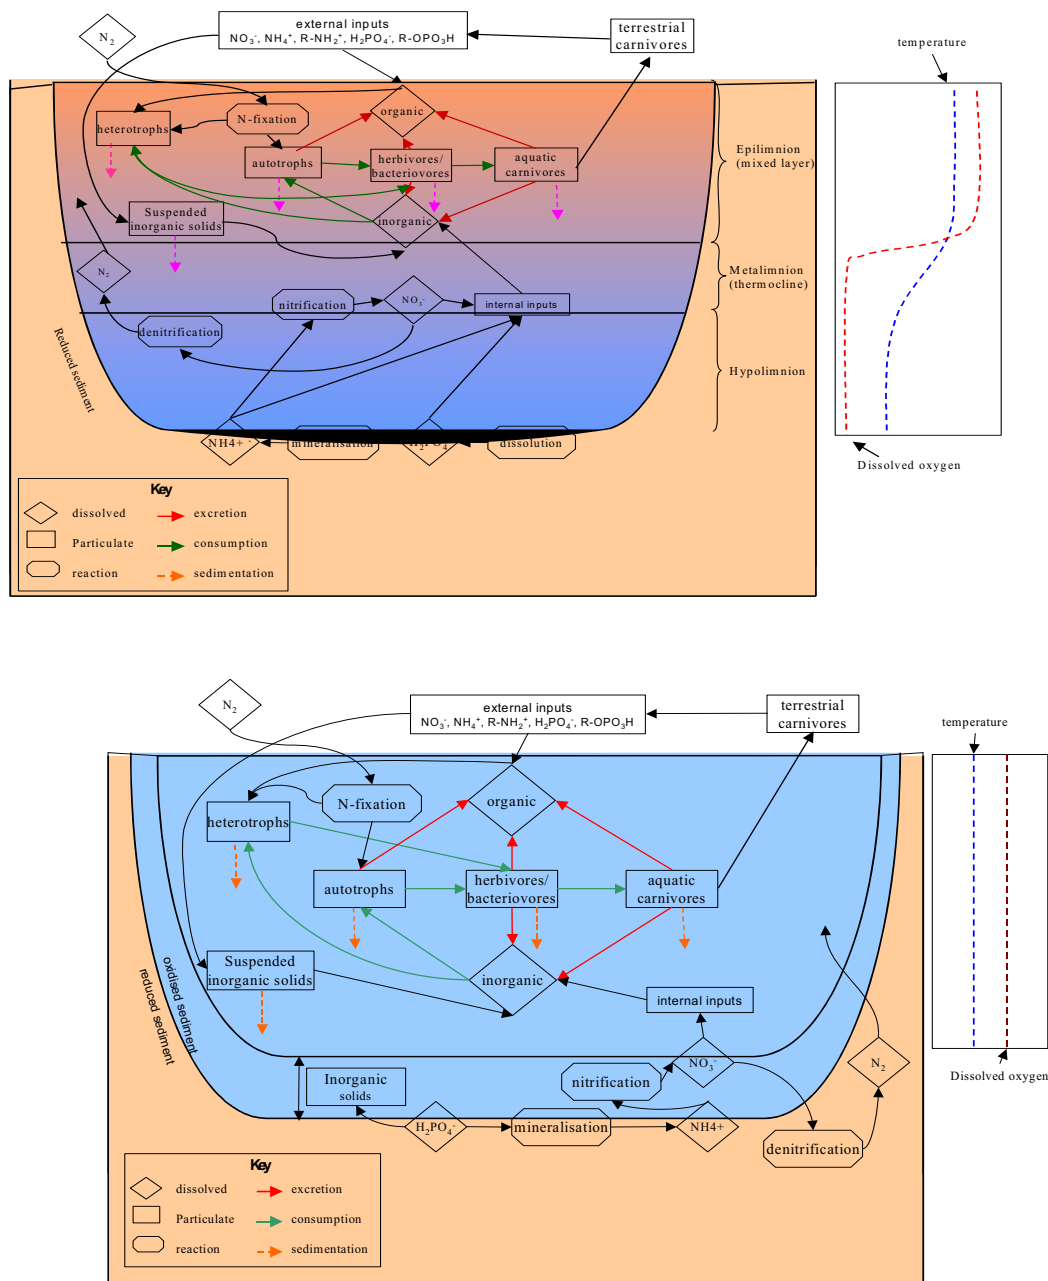 N₂
external inputs
NO₃⁻, NH₄⁺, R-NH₂⁺, H₂PO₄⁻, R-OPO₃H
terrestrial
carnivores
temperature
organic
N-fixation
heterotrophs
Epilimnion
(mixed layer)
autotrophs
herbivores/
bacteriovores
aquatic
carnivores
Suspended
inorganic solids
inorganic
N₂
Metalimnion
(thermocline)
nitrification
NO₃⁻
internal inputs
denitrification
Reduced sediment
Hypolimnion
NH4+ -
mineralisation
H₂PO₄⁻
dissolution
Dissolved oxygen
Key
dissolved
excretion
Particulate
consumption
reaction
sedimentation
N₂
external inputs
NO₃⁻, NH₄⁺, R-NH₂⁺, H₂PO₄⁻, R-OPO₃H
terrestrial
carnivores
temperature
N-fixation
organic
heterotrophs
autotrophs
herbivores/
bacteriovores
aquatic
carnivores
Suspended
inorganic solids
inorganic
oxidised sediment
reduced sediment
internal inputs
Inorganic
solids
nitrification
NO₃⁻
N₂
Dissolved oxygen
H₂PO₄⁻
mineralisation
NH4+
denitrification
Key
dissolved
excretion
Particulate
consumption
reaction
sedimentation